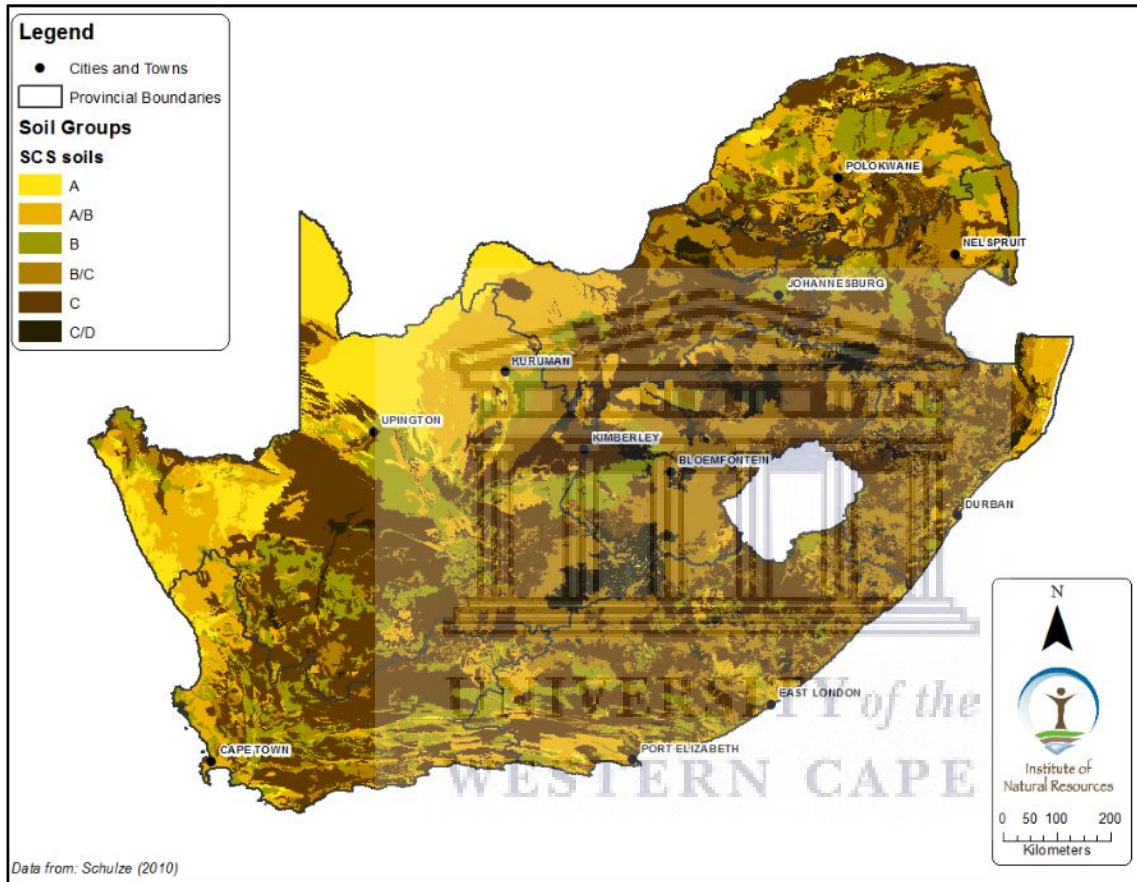 Legend
Cities and Towns
Provincial Boundaries
Soil Groups
SCS soils
A
A/B
B
B/C
C
C/D
POLOKWANE
NELSPRUIT
JOHANNESBURG
KURUMAN
UPINGTON
KIMBERLEY
BLOEMFONTEIN
DURBAN
EAST LONDON
PORT ELIZABETH
CAPE TOWN
UNIVERSITY of the
WESTERN CAPE
N
Institute of
Natural Resources
0 50 100 200
Kilometers
Data from: Schulze (2010)